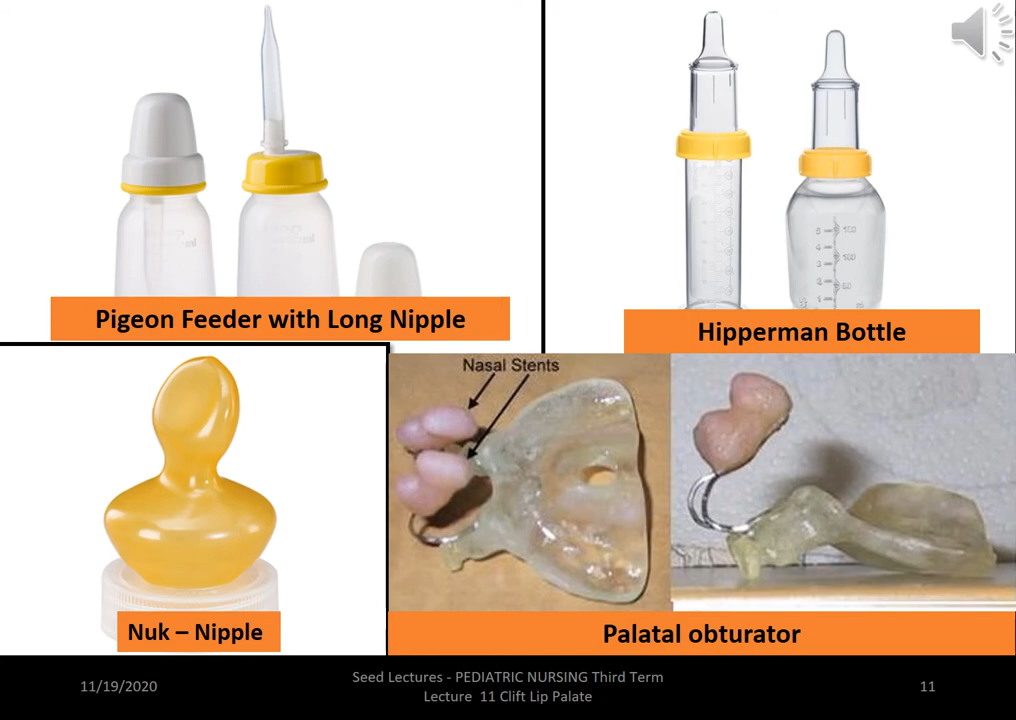 Pigeon Feeder with Long Nipple
Hipperman Bottle
Nasal Stents
Nuk – Nipple
Palatal obturator
11/19/2020
Seed Lectures - PEDIATRIC NURSING Third Term
Lecture 11 Clift Lip Palate
11